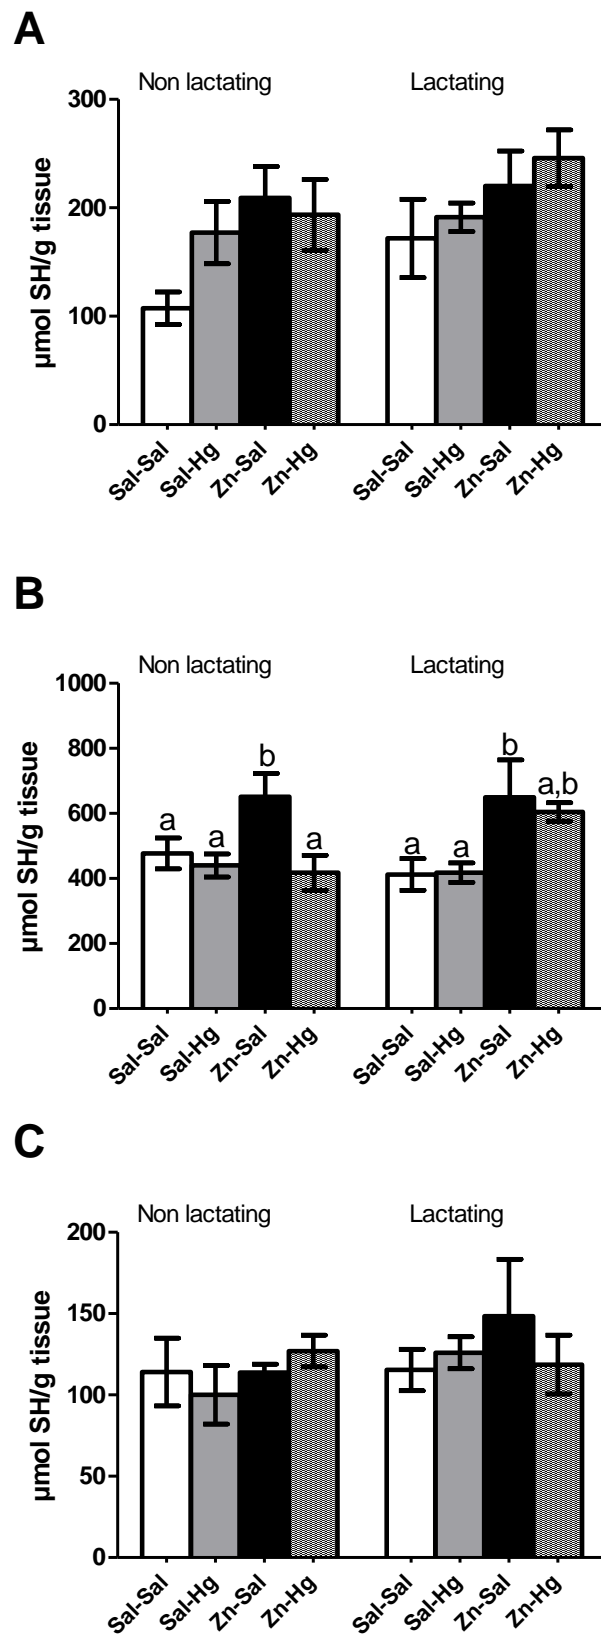 A
Non lactating Lactating
300
200
100
0
µmol SH/g tissue
Sal-Sal Sal-Hg Zn-Sal Zn-Hg Sal-Sal Sal-Hg Zn-Sal Zn-Hg
B
Non lactating Lactating
1000
800
600
400
200
0
µmol SH/g tissue
a a b a a a b a,b
Sal-Sal Sal-Hg Zn-Sal Zn-Hg Sal-Sal Sal-Hg Zn-Sal Zn-Hg
C
Non lactating Lactating
200
150
100
50
0
µmol SH/g tissue
Sal-Sal Sal-Hg Zn-Sal Zn-Hg Sal-Sal Sal-Hg Zn-Sal Zn-Hg